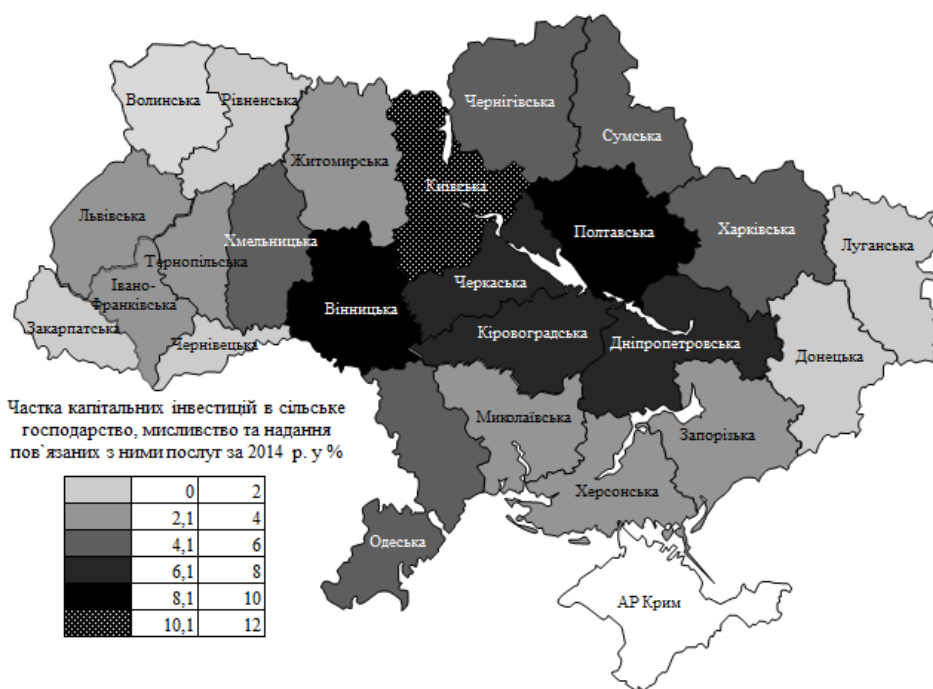 Чернігівська
Волинська
Рівненська
Сумська
Житомирська
Київська
Львівська
Полтавська
Харківська
Хмельницька
Луганська
Тернопільська
Черкаська
Івано-
Франківська
Вінницька
Закарпатська
Кіровоградська
Чернівецька
Дніпропетровська
Донецька
Частка капітальних інвестицій в сільське
господарство, мисливство та надання
пов`язаних з ними послуг за 2014 р. у %
Миколаївська
Запорізька
Херсонська
Одеська
АР Крим
0 2
2,1 4
4,1 6
6,1 8
8,1 10
10,1 12